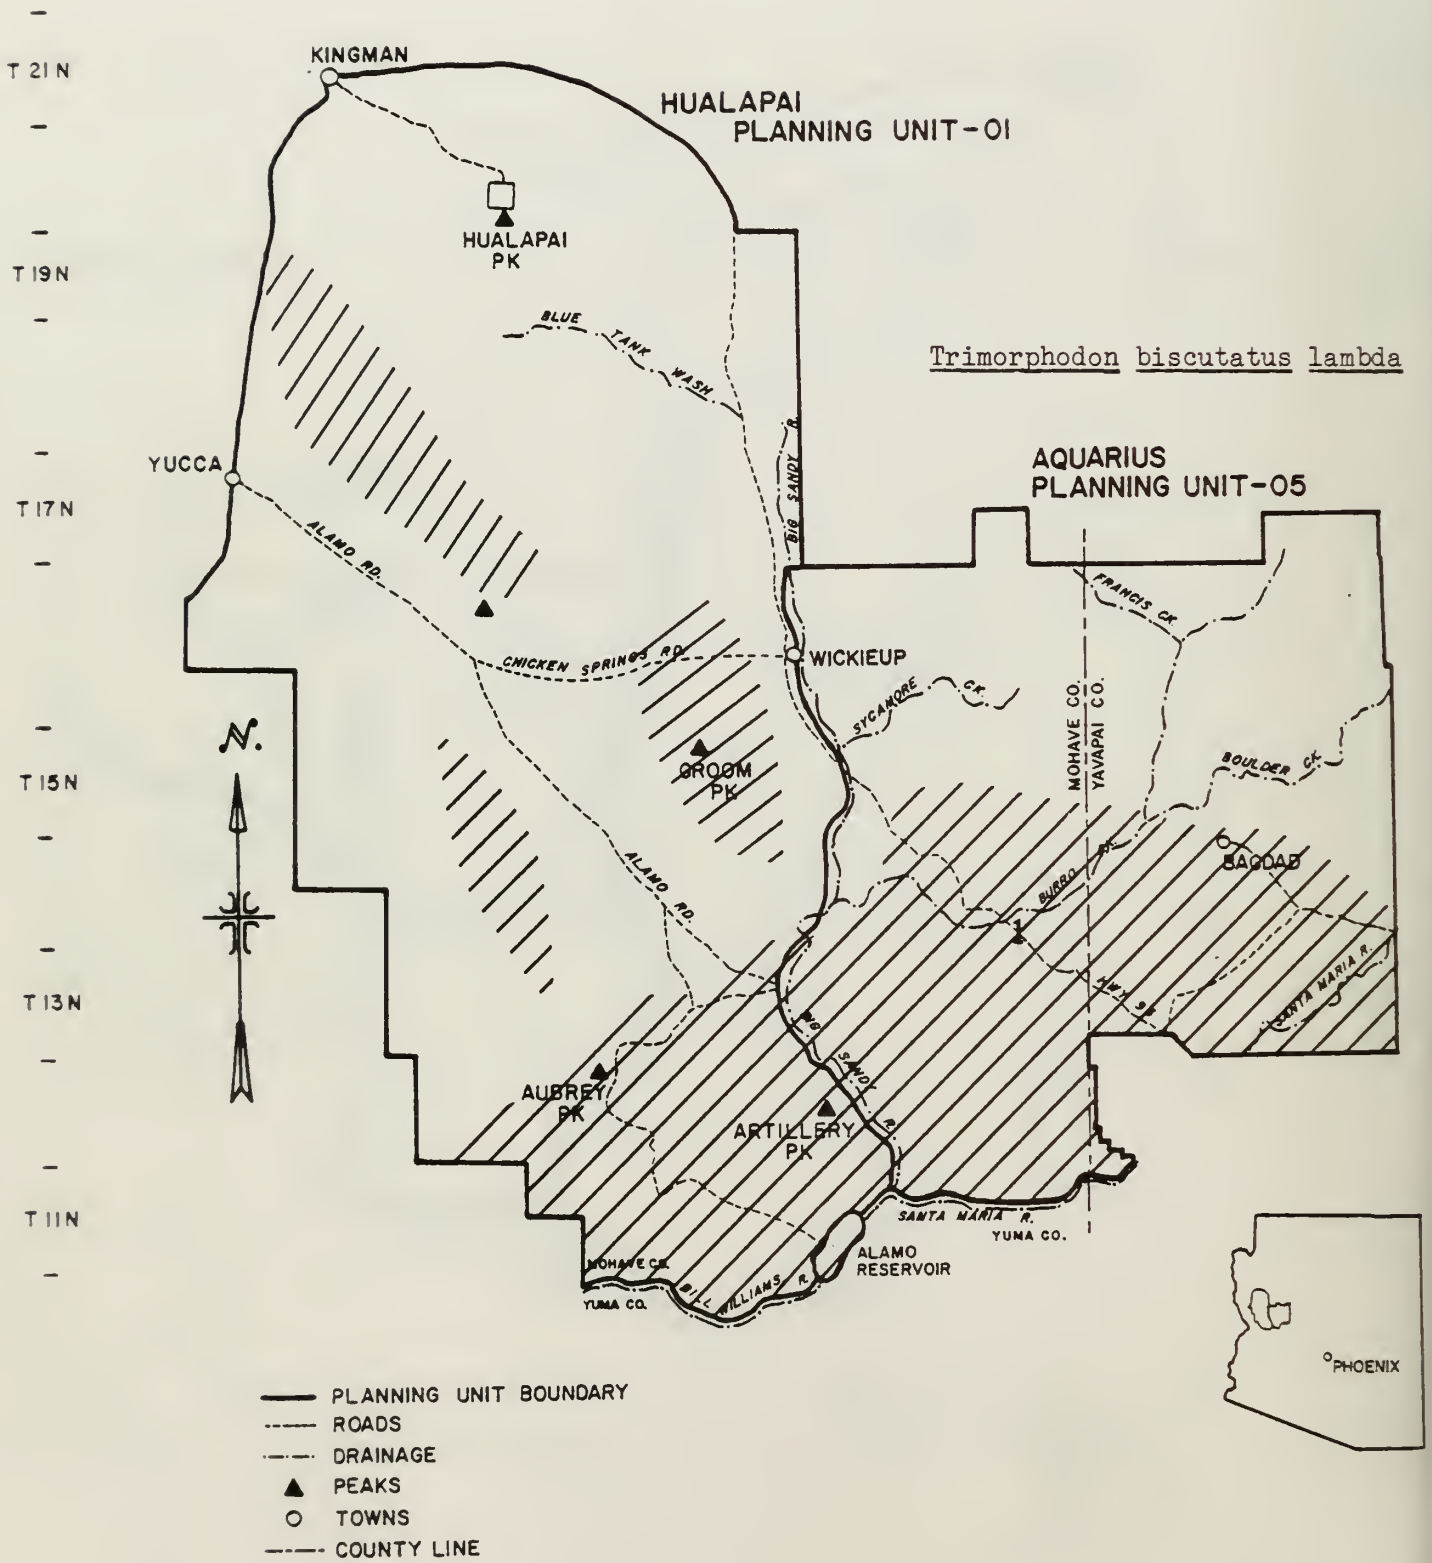 T 21 N
KINGMAN
HUALAPAI
PLANNING UNIT-01
HUALAPAI
PK
T 19 N
BLUE TANK WASH
Trimorphodon biscutatus lambda
BIG SANDY R.
YUCCA
AQUARIUS
PLANNING UNIT-05
T 17 N
ALAMO RD.
FRANCIS CK.
CHICKEN SPRINGS RD.
WICKIEUP
SYCAMORE CK.
MOHAVE CO.
YAVAPAI CO.
N.
GROOM
PK
BOULDER CK.
T 15 N
BAGDAD
ALAMO RD.
BURRO CK.
1
T 13 N
HWY 93
SANTA MARIA R.
BIG SANDY R.
AUBREY
PK
ARTILLERY
PK
T 11 N
SANTA MARIA R.
YUMA CO.
ALAMO
RESERVOIR
MOHAVE CO.
YUMA CO.
BILL WILLIAMS R.
PHOENIX
PLANNING UNIT BOUNDARY
ROADS
DRAINAGE
PEAKS
TOWNS
COUNTY LINE